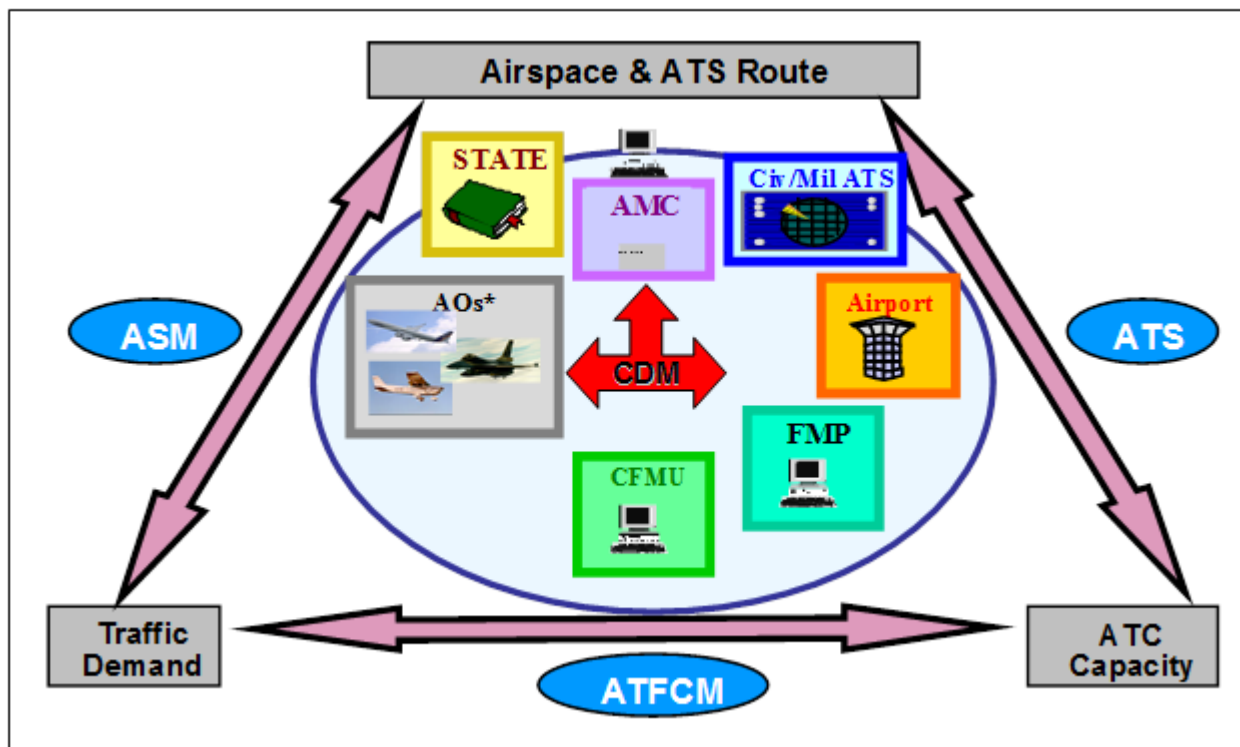 Airspace & ATS Route
STATE
AMC
Civ/Mil ATS
AOs*
Airport
ASM
CDM
ATS
FMP
CFMU
Traffic
Demand
ATC
Capacity
ATFCM